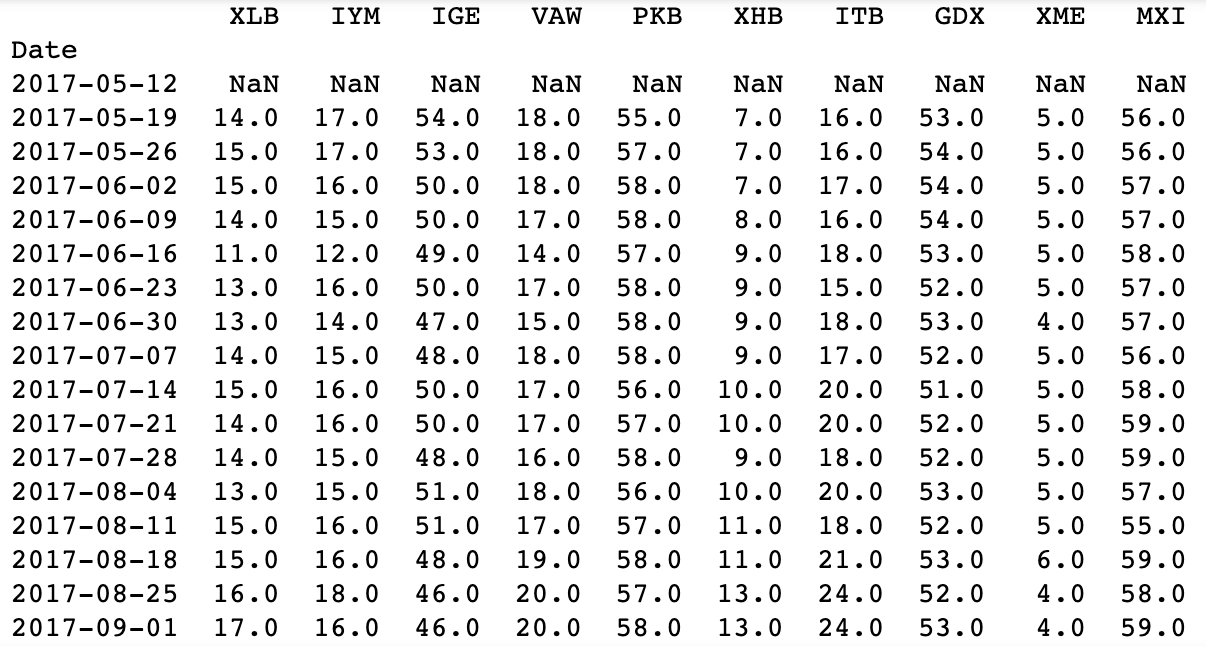 XLB IYM IGE VAW PKB XHB ITB GDX XME MXI
Date
2017-05-12 NaN NaN NaN NaN NaN NaN NaN NaN NaN NaN
2017-05-19 14.0 17.0 54.0 18.0 55.0 7.0 16.0 53.0 5.0 56.0
2017-05-26 15.0 17.0 53.0 18.0 57.0 7.0 16.0 54.0 5.0 56.0
2017-06-02 15.0 16.0 50.0 18.0 58.0 7.0 17.0 54.0 5.0 57.0
2017-06-09 14.0 15.0 50.0 17.0 58.0 8.0 16.0 54.0 5.0 57.0
2017-06-16 11.0 12.0 49.0 14.0 57.0 9.0 18.0 53.0 5.0 58.0
2017-06-23 13.0 16.0 50.0 17.0 58.0 9.0 15.0 52.0 5.0 57.0
2017-06-30 13.0 14.0 47.0 15.0 58.0 9.0 18.0 53.0 4.0 57.0
2017-07-07 14.0 15.0 48.0 18.0 58.0 9.0 17.0 52.0 5.0 56.0
2017-07-14 15.0 16.0 50.0 17.0 56.0 10.0 20.0 51.0 5.0 58.0
2017-07-21 14.0 16.0 50.0 17.0 57.0 10.0 20.0 52.0 5.0 59.0
2017-07-28 14.0 15.0 48.0 16.0 58.0 9.0 18.0 52.0 5.0 59.0
2017-08-04 13.0 15.0 51.0 18.0 56.0 10.0 20.0 53.0 5.0 57.0
2017-08-11 15.0 16.0 51.0 17.0 57.0 11.0 18.0 52.0 5.0 55.0
2017-08-18 15.0 16.0 48.0 19.0 58.0 11.0 21.0 53.0 6.0 59.0
2017-08-25 16.0 18.0 46.0 20.0 57.0 13.0 24.0 52.0 4.0 58.0
2017-09-01 17.0 16.0 46.0 20.0 58.0 13.0 24.0 53.0 4.0 59.0